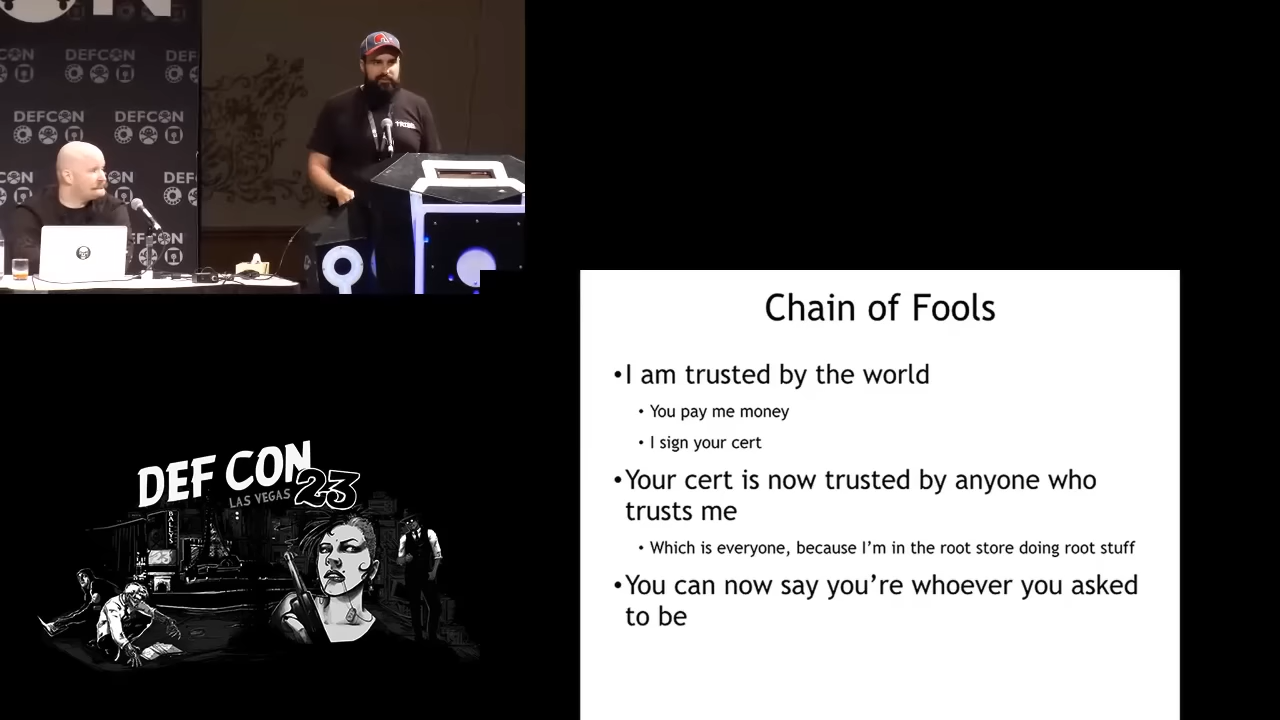 DEFCON
DEFCON
DEFCON
DEFCON
TRIBE
Chain of Fools
•I am trusted by the world
• You pay me money
• I sign your cert
•Your cert is now trusted by anyone who
trusts me
• Which is everyone, because I’m in the root store doing root stuff
•You can now say you’re whoever you asked
to be
DEF CON
LAS VEGAS 23
BALLYS